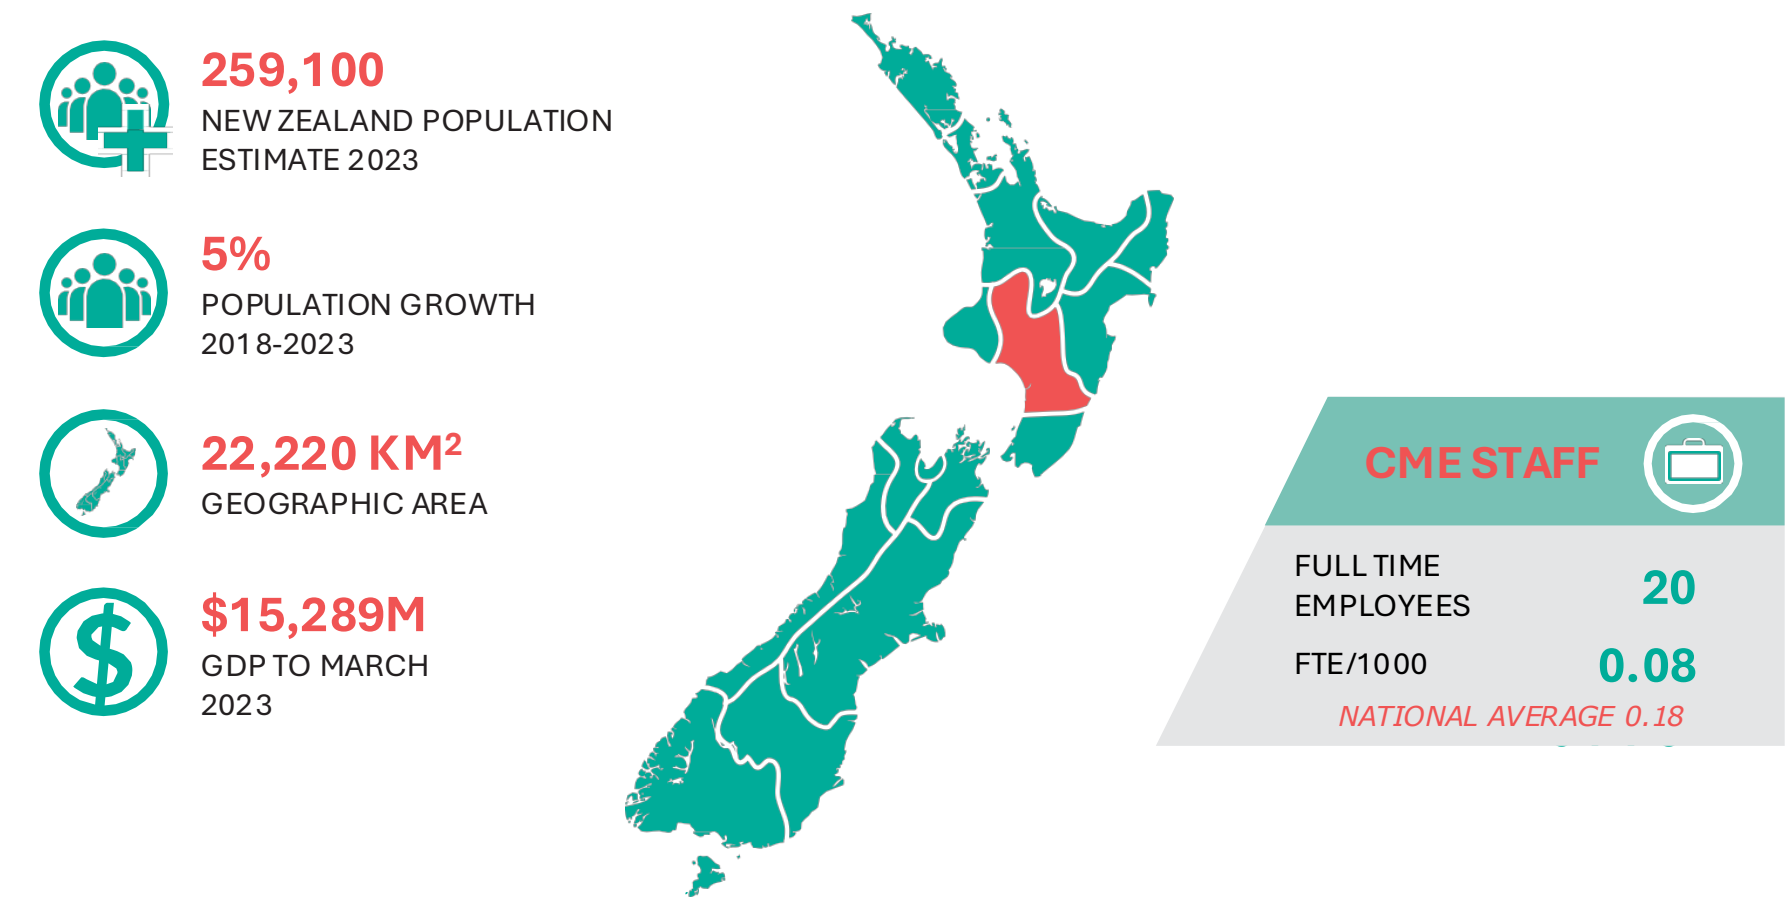 259,100
NEW ZEALAND POPULATION
ESTIMATE 2023
5%
POPULATION GROWTH
2018-2023
22,220 KM²
GEOGRAPHIC AREA
$15,289M
GDP TO MARCH
2023
CME STAFF
FULL TIME
EMPLOYEES
20
FTE/1000
0.08
NATIONAL AVERAGE 0.18